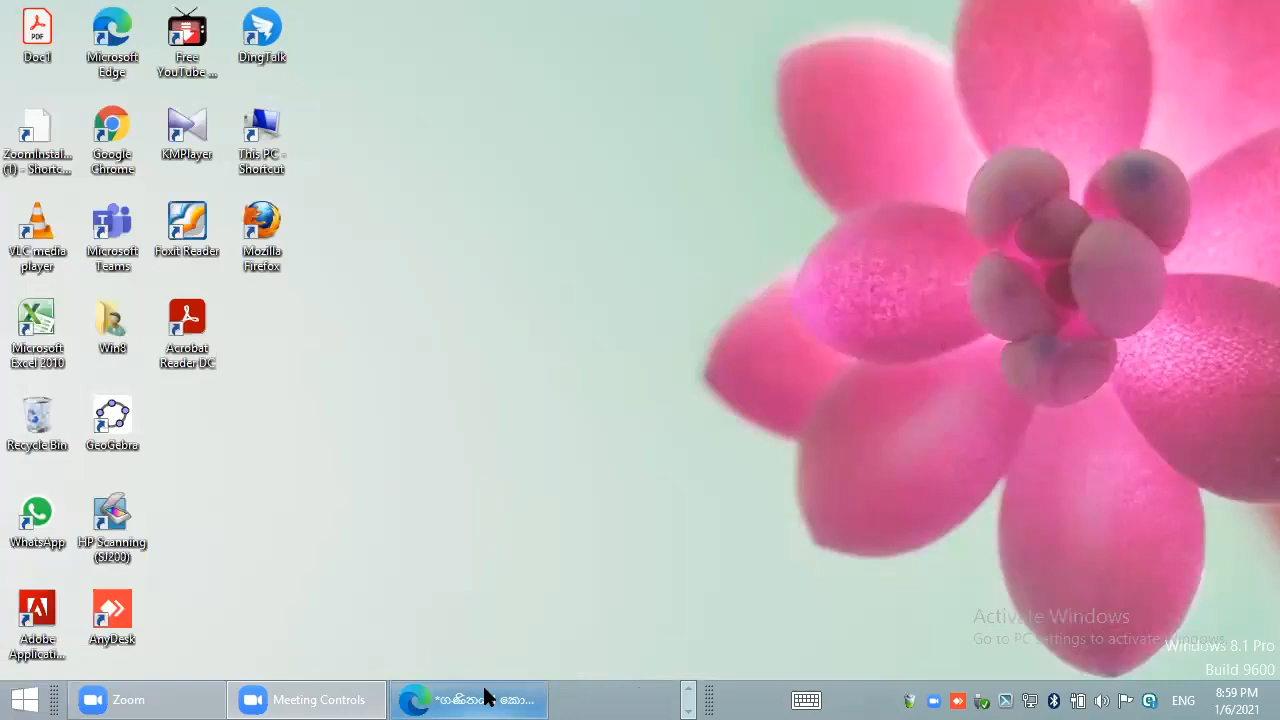 Doc1
Microsoft
Edge
Free
YouTube ...
DingTalk
ZoomInstal...
(1) - Shortc...
Google
Chrome
KMPlayer
This PC -
Shortcut
VLC media
player
Microsoft
Teams
Foxit Reader
Mozilla
Firefox
Microsoft
Excel 2010
Win8
Acrobat
Reader DC
Recycle Bin
GeoGebra
WhatsApp
HP Scanning
(SJ200)
Adobe
Applicati...
AnyDesk
Activate Windows
Go to PC settings to activate Windows.
Windows 8.1 Pro
Build 9600
Zoom
Meeting Controls
ENG
8:59 PM
1/6/2021
PDF